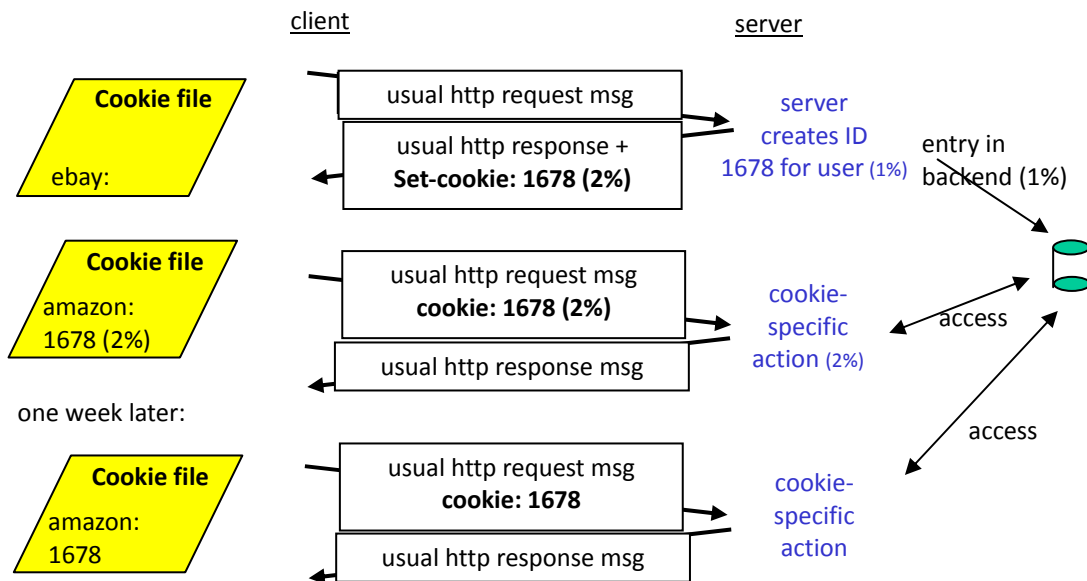 client
server
Cookie file
ebay:
usual http request msg
usual http response +
Set-cookie: 1678 (2%)
server
creates ID
1678 for user (1%)
entry in
backend (1%)
Cookie file
amazon:
1678 (2%)
usual http request msg
cookie: 1678 (2%)
usual http response msg
cookie-
specific
action (2%)
access
one week later:
access
Cookie file
amazon:
1678
usual http request msg
cookie: 1678
usual http response msg
cookie-
specific
action